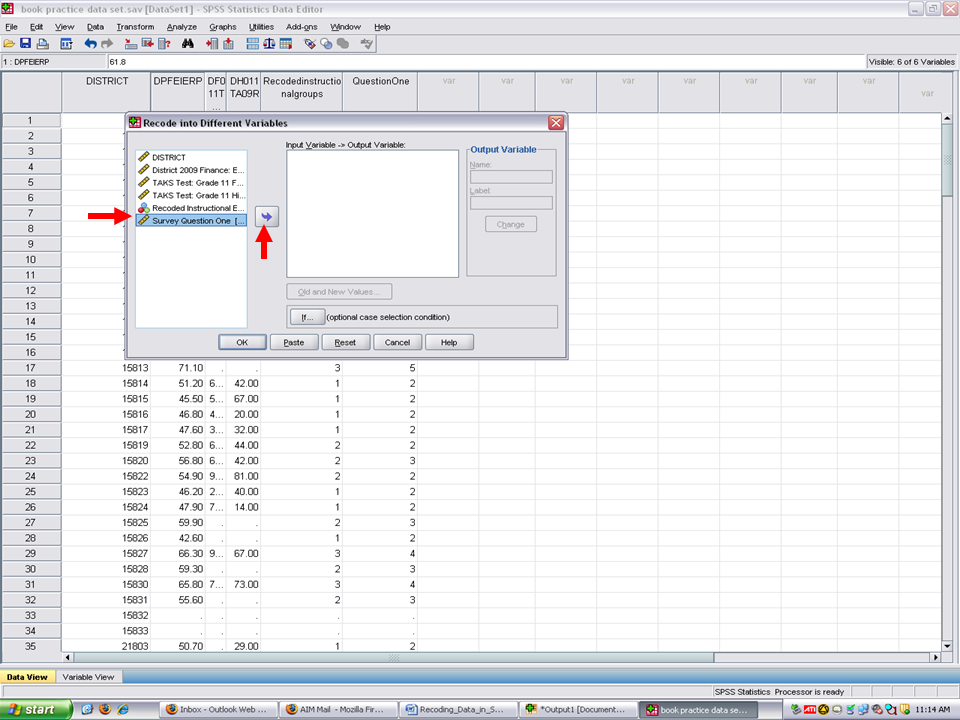 book practice data set.sav [DataSet1] - SPSS Statistics Data Editor
File Edit View Data Transform Analyze Graphs Utilities Add-ons Window Help
1 : DPFEIERP 61.8 Visible: 6 of 6 Variables
DISTRICT DPFEIERP DF0 DH011 Recodedinstructio QuestionOne var var var var var var var var var
11T TA09R nalgroups
...
Recode into Different Variables
DISTRICT
District 2009 Finance: E...
TAKS Test: Grade 11 F...
TAKS Test: Grade 11 Hi...
Recoded Instructional E...
Survey Question One [...
Input Variable -> Output Variable:
Output Variable
Name:
Label:
Change
Old and New Values...
If... (optional case selection condition)
OK Paste Reset Cancel Help
1
2
3
4
5
6
7
8
9
10
11
12
13
14
15
16
17 15813 71.10 . . 3 5
18 15814 51.20 6... 42.00 1 2
19 15815 45.50 5... 67.00 1 2
20 15816 46.80 4... 20.00 1 2
21 15817 47.60 3... 32.00 1 2
22 15819 52.80 6... 44.00 2 2
23 15820 56.80 6... 42.00 2 3
24 15822 54.90 9... 81.00 2 2
25 15823 46.20 2... 40.00 1 2
26 15824 47.90 7... 14.00 1 2
27 15825 59.90 . . 2 3
28 15826 42.60 . . 1 2
29 15827 66.30 9... 67.00 3 4
30 15828 59.30 . . 2 3
31 15830 65.80 7... 73.00 3 4
32 15831 55.60 . . 2 3
33 15832 . . . . .
34 15833 . . . . .
35 21803 50.70 . 29.00 1 2
Data View Variable View
SPSS Statistics Processor is ready
start Inbox - Outlook Web ... AIM Mail - Mozilla Fir... Recoding_Data_in_S... *Output1 [Document... book practice data se... ATI 11:14 AM